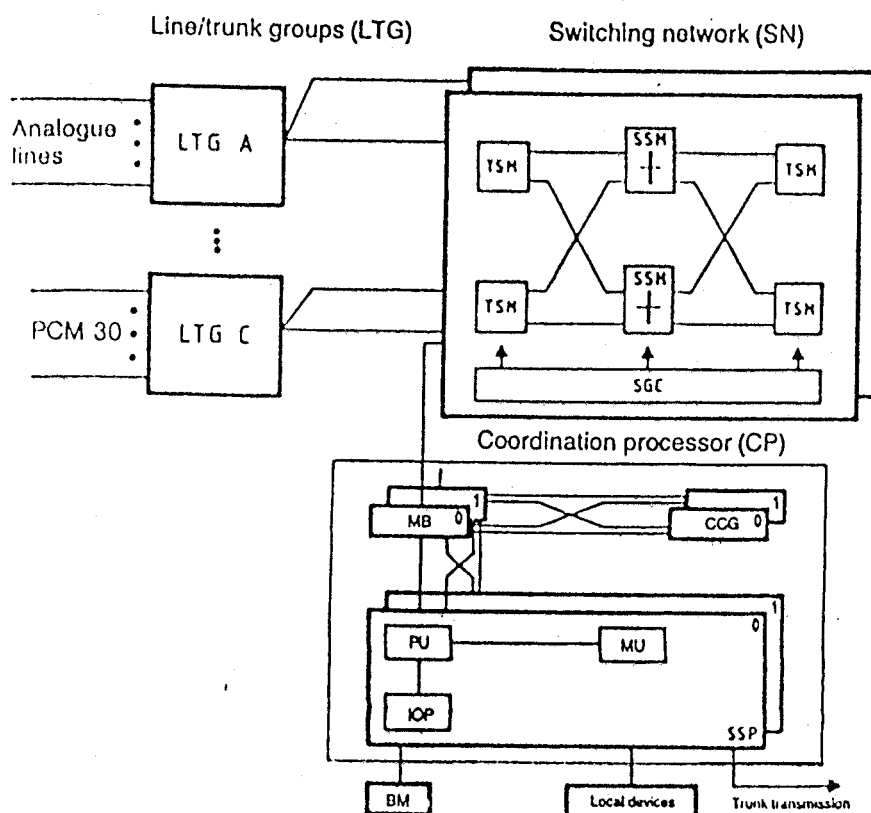 Line/trunk groups (LTG)
Switching network (SN)
Analogue
lines
LTG A
TSM
SSM
TSM
PCM 30
LTG C
TSM
SSM
TSM
SGC
Coordination processor (CP)
1
MB 0
1
CCG 0
1
0
PU
MU
IOP
SSP
BM
Local devices
Trunk transmission